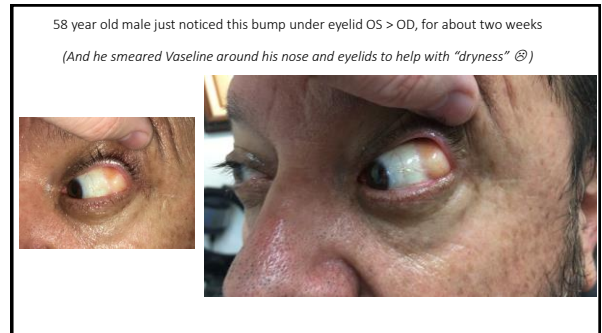 58 year old male just noticed this bump under eyelid OS > OD, for about two weeks
(And he smeared Vaseline around his nose and eyelids to help with “dryness” ☹)